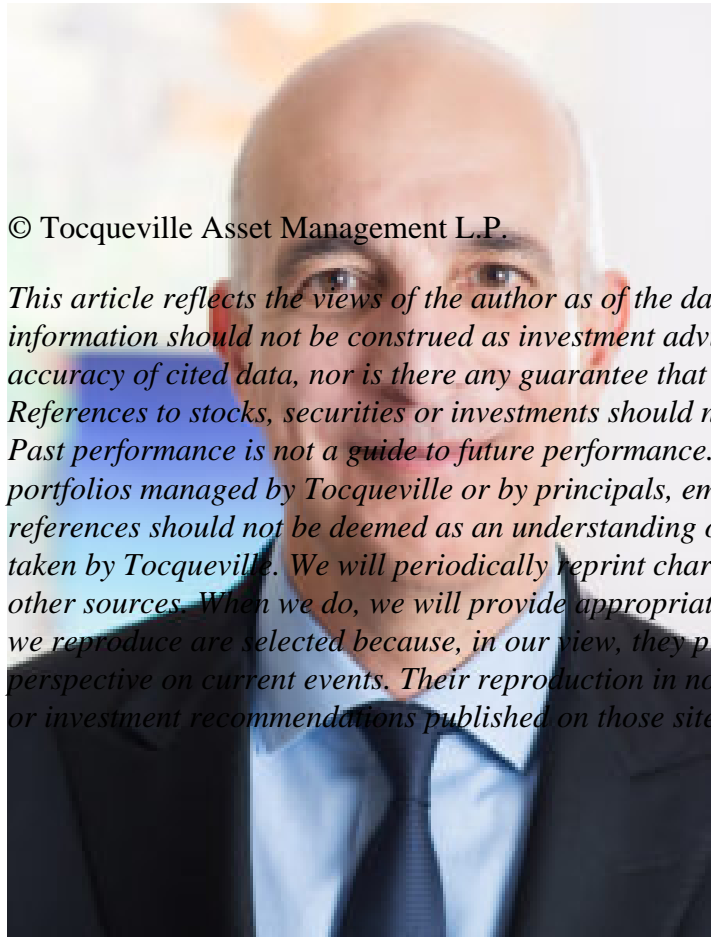 © Tocqueville Asset Management L.P.
This article reflects the views of the author as of the da
information should not be construed as investment adv
accuracy of cited data, nor is there any guarantee that
References to stocks, securities or investments should n
Past performance is not a guide to future performance.
portfolios managed by Tocqueville or by principals, em
references should not be deemed as an understanding o
taken by Tocqueville. We will periodically reprint char
other sources. When we do, we will provide appropriat
we reproduce are selected because, in our view, they p
perspective on current events. Their reproduction in no
or investment recommendations published on those site